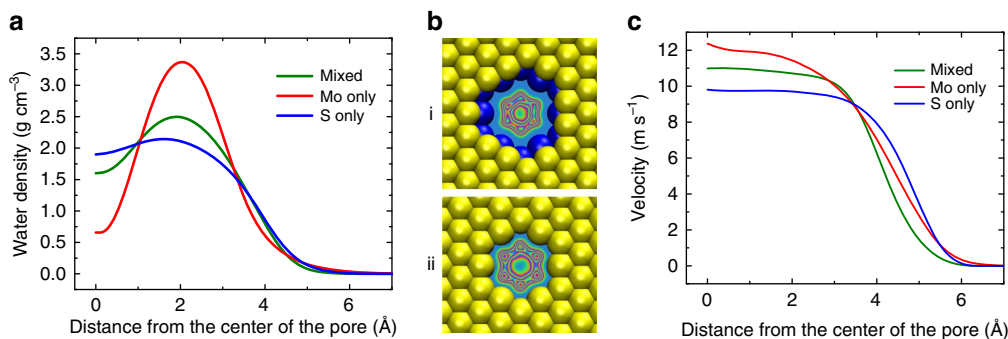 a
Water density (g cm⁻³)
3.5
3.0
2.5
2.0
1.5
1.0
0.5
0.0
Mixed
Mo only
S only
0 2 4 6
Distance from the center of the pore (Å)
b
i
ii
c
Velocity (m s⁻¹)
12
10
8
6
4
2
0
Mixed
Mo only
S only
0 2 4 6
Distance from the center of the pore (Å)